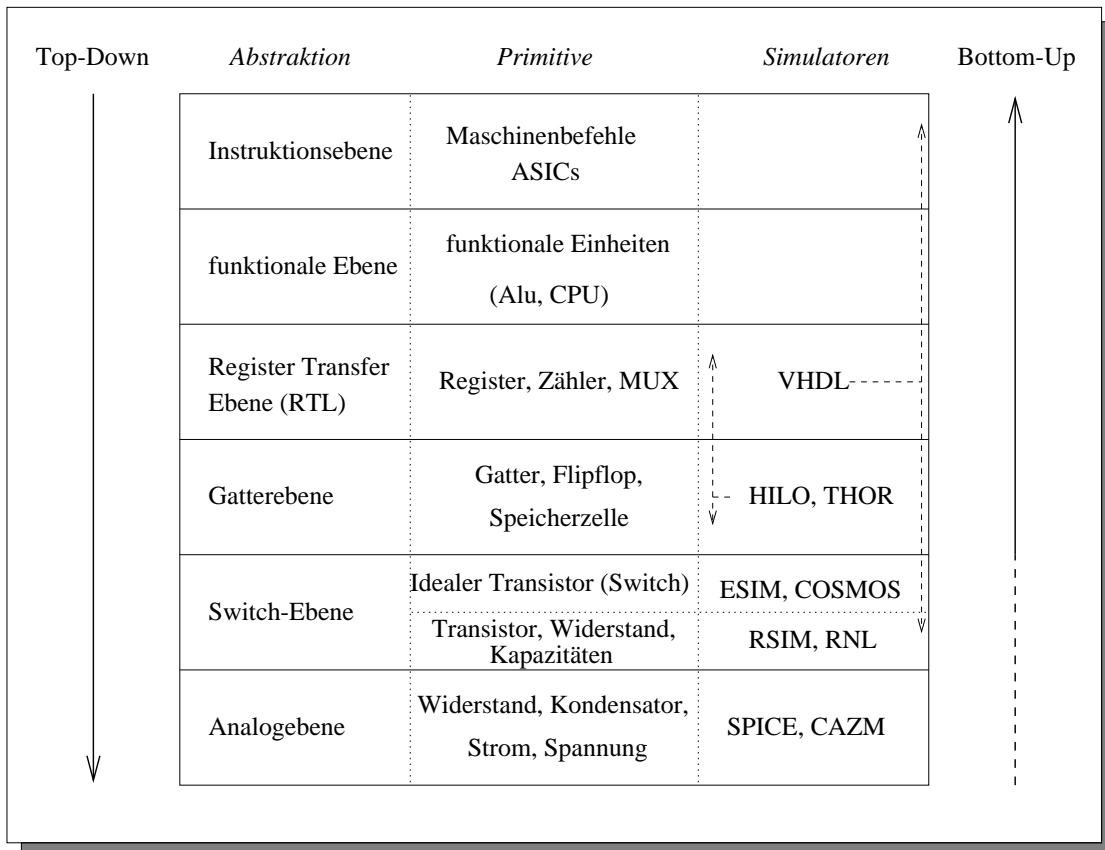 Top-Down Abstraktion Primitive Simulatoren Bottom-Up
Instruktionsebene
Maschinenbefehle
ASICs
funktionale Ebene
funktionale Einheiten
(Alu, CPU)
Register Transfer
Ebene (RTL)
Register, Zähler, MUX
VHDL
Gatterebene
Gatter, Flipflop,
Speicherzelle
HILO, THOR
Switch-Ebene
Idealer Transistor (Switch)
ESIM, COSMOS
Transistor, Widerstand,
Kapazitäten
RSIM, RNL
Analogebene
Widerstand, Kondensator,
Strom, Spannung
SPICE, CAZM